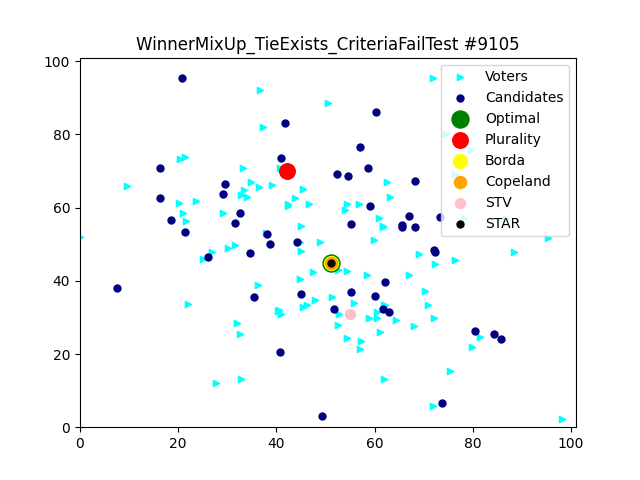 WinnerMixUp_TieExists_CriteriaFailTest #9105
100
80
60
40
20
0
0
20
40
60
80
100
Voters
Candidates
Optimal
Plurality
Borda
Copeland
STV
STAR